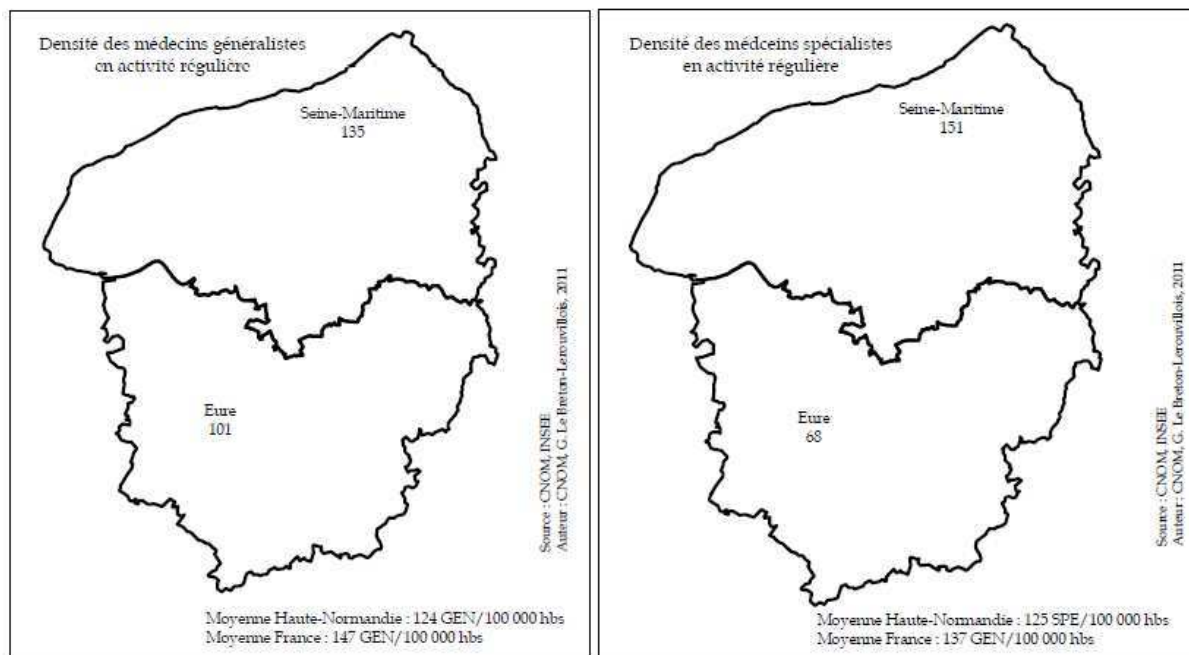 Densité des médecins généralistes
en activité régulière
Seine-Maritime
135
Eure
101
Source : CNOM, INSEE
Auteur : CNOM, G. Le Breton-Lerouvillois, 2011
Moyenne Haute-Normandie : 124 GEN/100 000 hbs
Moyenne France : 147 GEN/100 000 hbs
Densité des médceins spécialistes
en activité régulière
Seine-Maritime
151
Eure
68
Source : CNOM, INSEE
Auteur : CNOM, G. Le Breton-Lerouvillois, 2011
Moyenne Haute-Normandie : 125 SPE/100 000 hbs
Moyenne France : 137 GEN/100 000 hbs